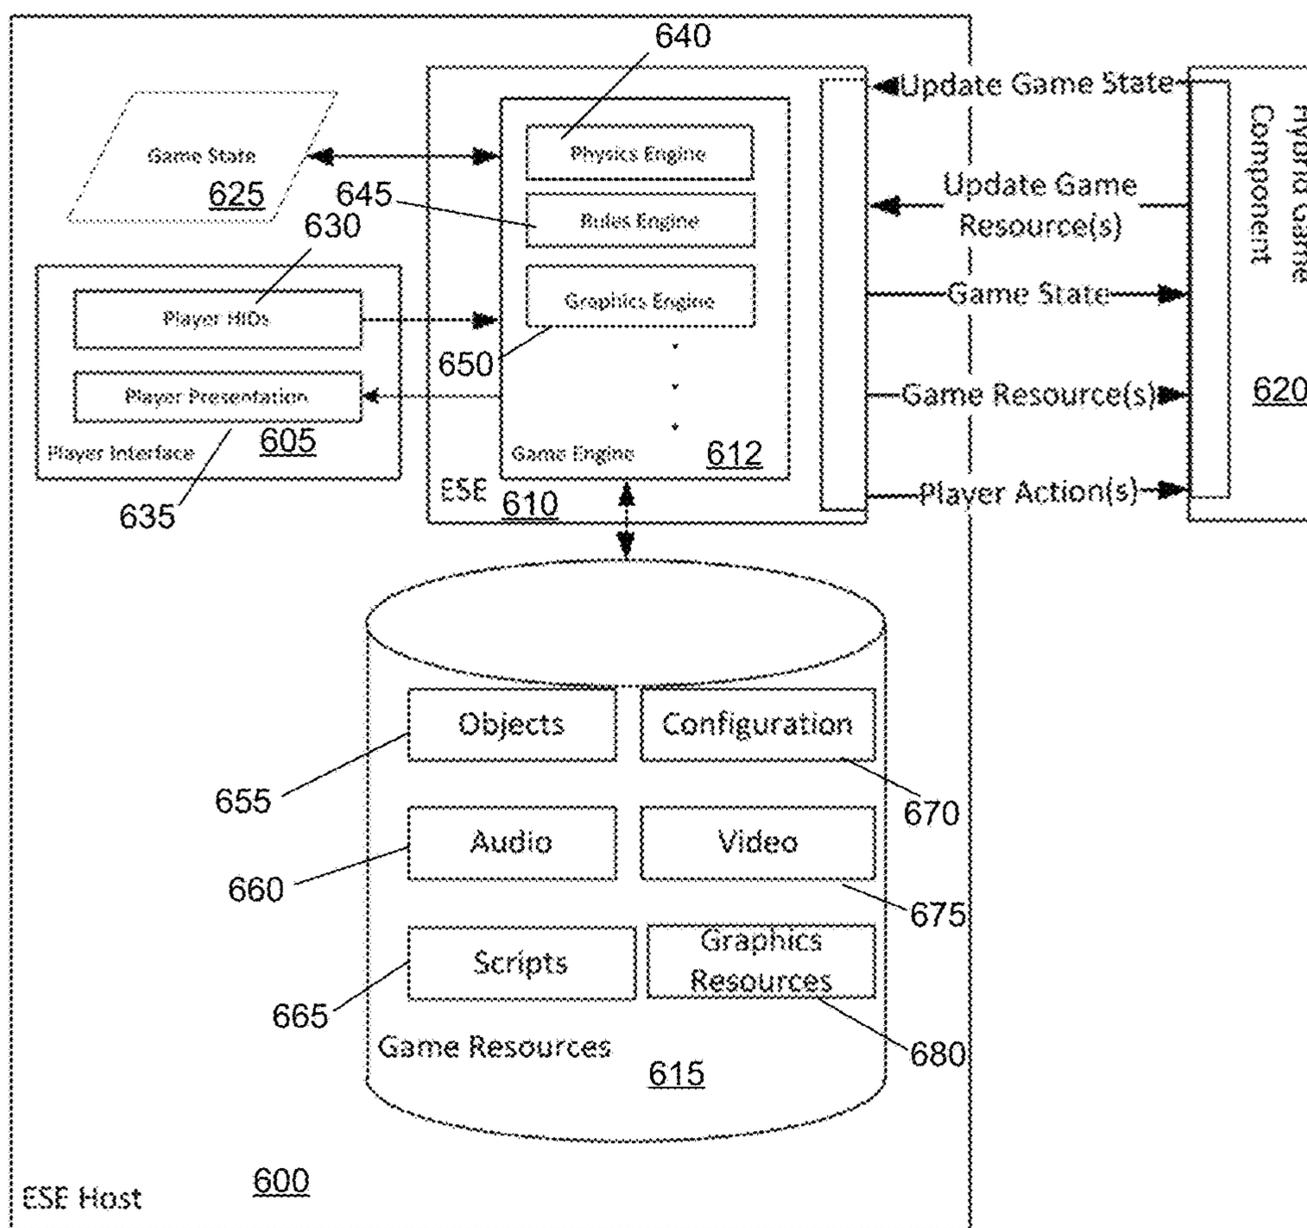 640
Update Game State
Hybrid Game
Component
Physics Engine
Game State
625
645
Update Game
Resource(s)
630
Rules Engine
Game State
Graphics Engine
Player HIDs
650
Game Resource(s)
620
Player Presentation
605
Player Interface
Game Engine
612
635
ESE
610
Player Action(s)
Objects
Configuration
655
670
Audio
Video
660
675
Graphics
Resources
Scripts
665
680
Game Resources
615
ESE Host
600